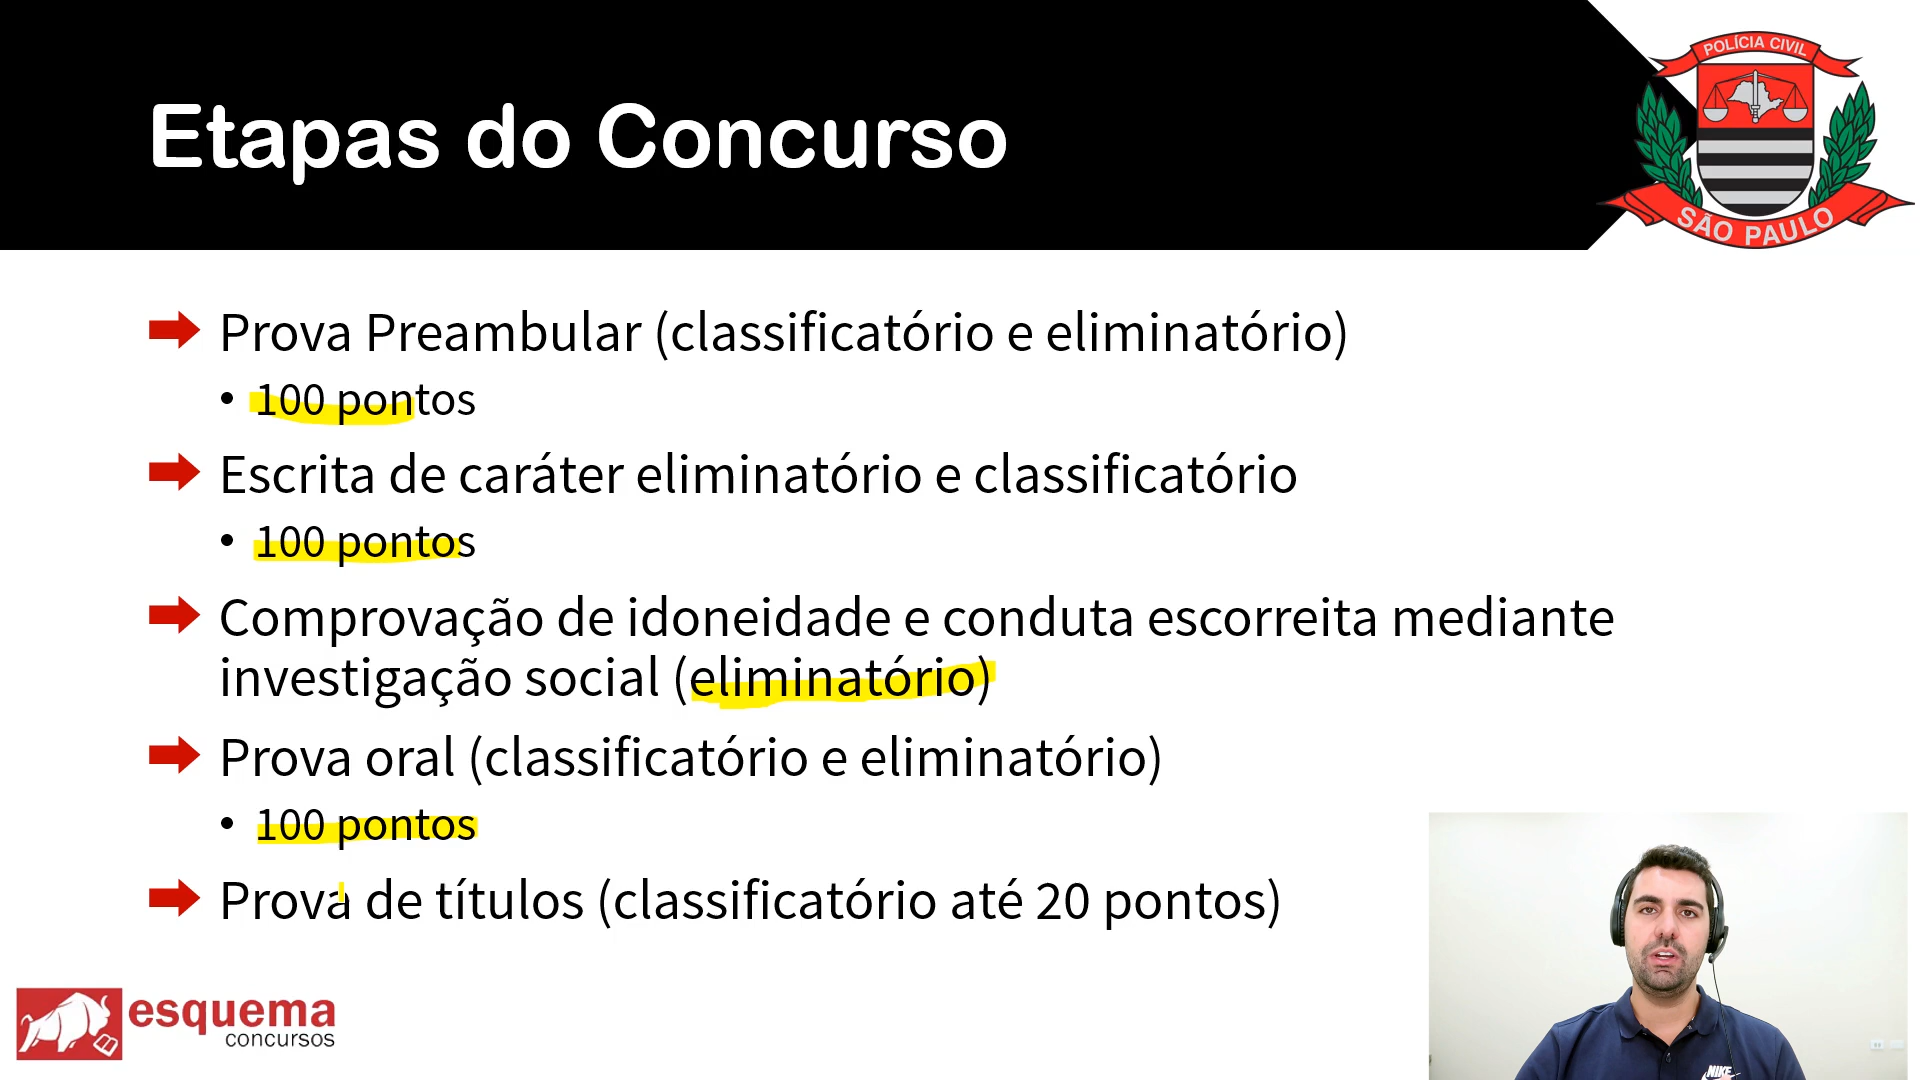 Etapas do Concurso
POLÍCIA CIVIL
SÃO PAULO
Prova Preambular (classificatório e eliminatório)
• 100 pontos
Escrita de caráter eliminatório e classificatório
• 100 pontos
Comprovação de idoneidade e conduta escorreita mediante
investigação social (eliminatório)
Prova oral (classificatório e eliminatório)
• 100 pontos
Prova de títulos (classificatório até 20 pontos)
esquema
concursos
NIKE